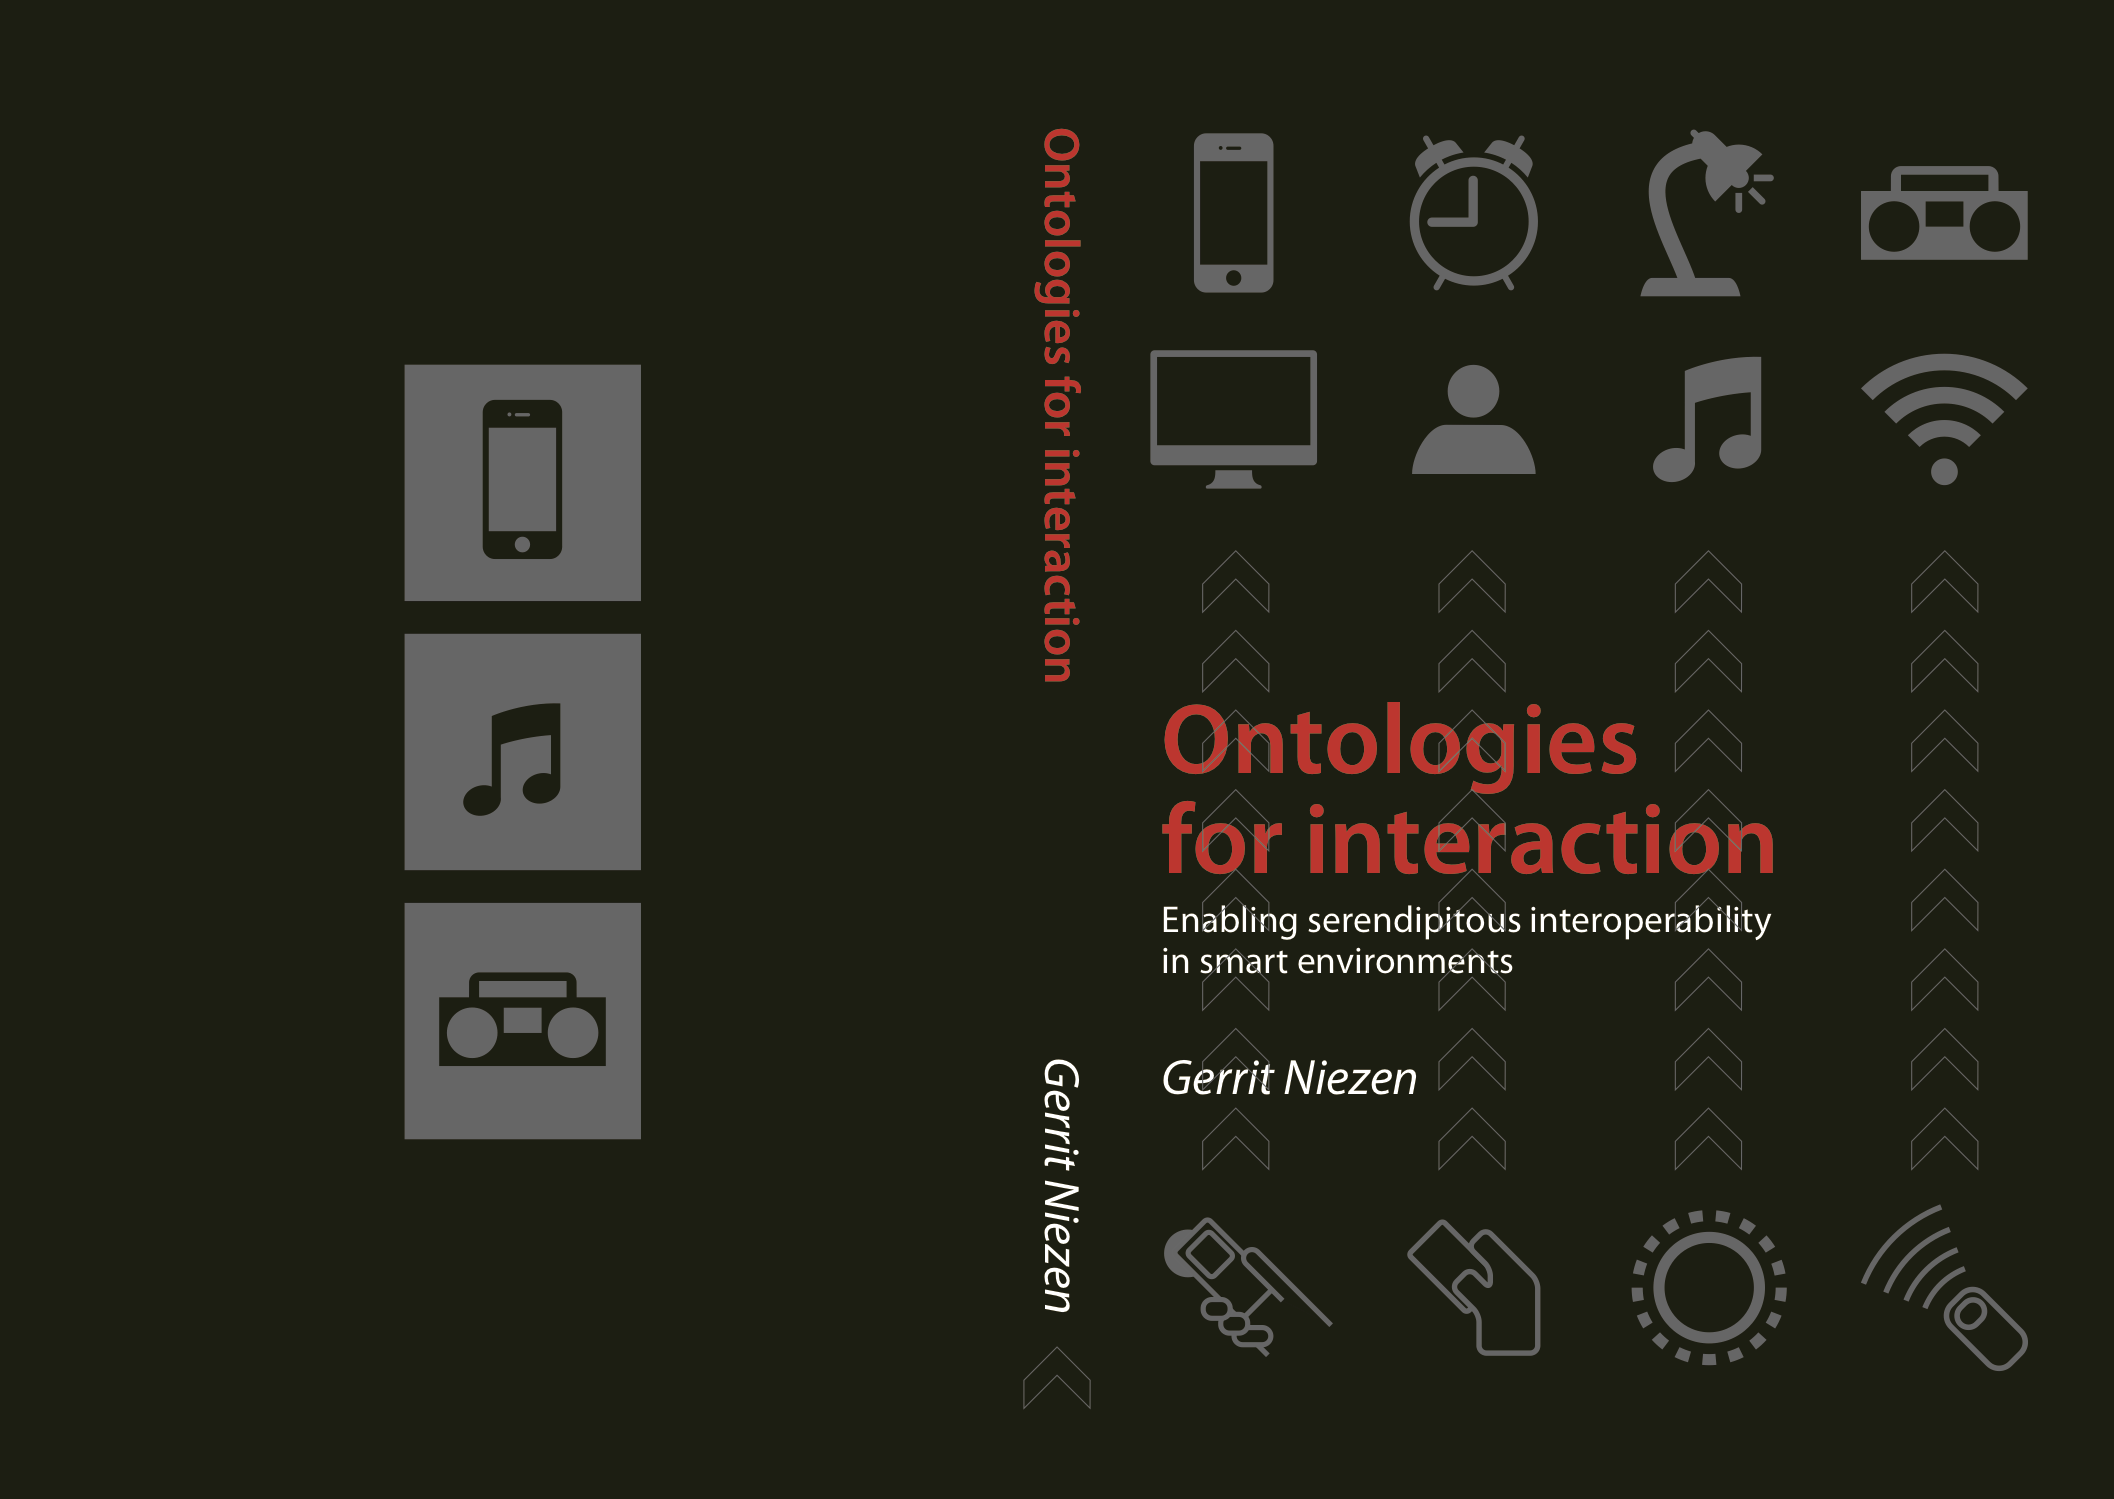 Ontologies for interaction
Gerrit Niezen
Ontologies
for interaction
Enabling serendipitous interoperability
in smart environments
Gerrit Niezen